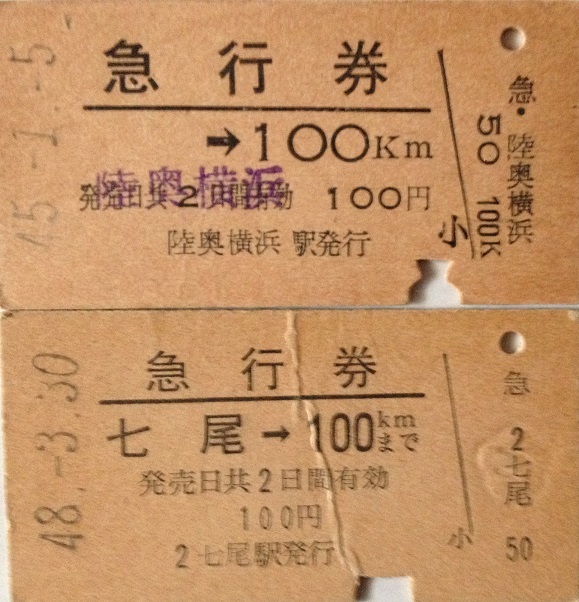 45.-1.-5
急行券
➔100Km
陸奥横浜
発売日共2日間有効 100円
陸奥横浜 駅発行
小
急・陸奥横浜
50 100K
48.-3.30
急行券
七尾→100kmまで
発売日共2日間有効
100円
2 七尾駅発行
小
急
2七尾
50